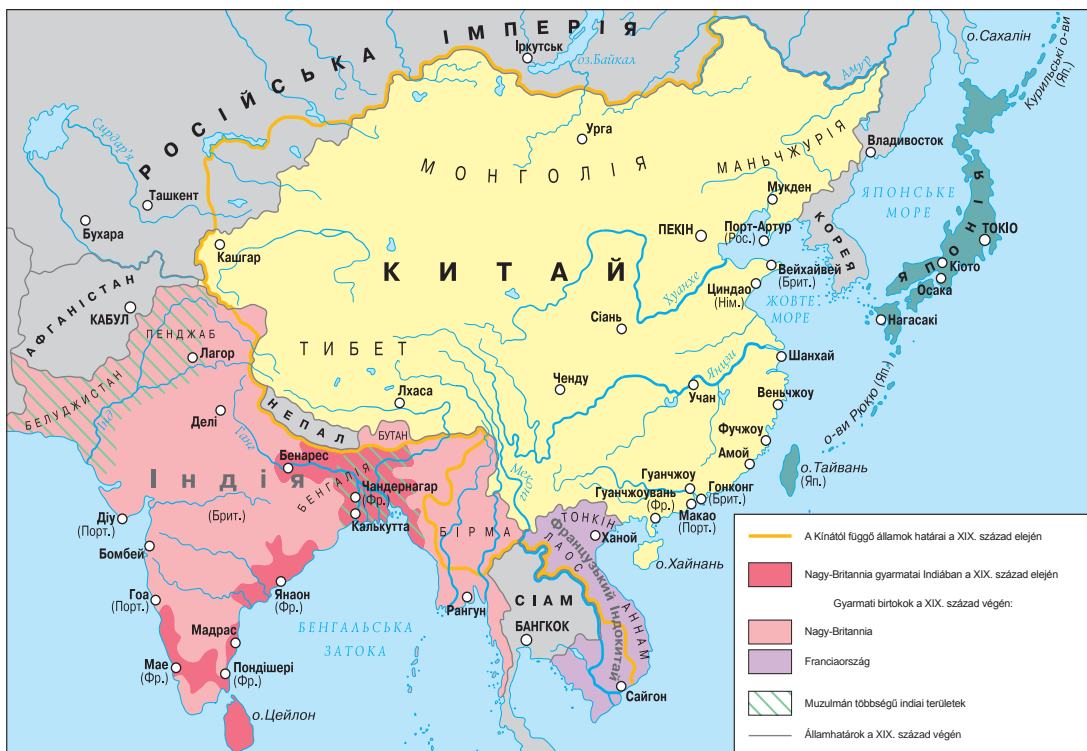 РОСІЙСЬКА ІМПЕРІЯ
Іркутськ
оз.Байкал
Амур
о.Сахалін
Курильські о-ви
(Яп.)
Сирдар'я
Ташкент
Бухара
Кашгар
Урга
МОНГОЛІЯ
МАНЬЧЖУРІЯ
Владивосток
ЯПОНСЬКЕ
МОРЕ
ЯПОНІЯ
ТОКІО
Кіото
Осака
Нагасакі
Мукден
ПЕКІН
Порт-Артур
(Рос.)
КОРЕЯ
Вейхайвей
(Брит.)
Циндао
(Нім.)
ЖОВТЕ
МОРЕ
КИТАЙ
Хуанхе
Сіань
АФГАНІСТАН
КАБУЛ
ПЕНДЖАБ
Лагор
БЕЛУДЖИСТАН
Інд
ТИБЕТ
Лхаса
Ченду
Янцзи
Учан
Шанхай
Веньчжоу
о-ви Рюкю (Яп.)
Фучжоу
Амой
о.Тайвань
(Яп.)
Гуанчжоу
Гонконг
(Брит.)
Гуанчжоувань
(Фр.)
Макао
(Порт.)
о.Хайнань
Делі
НЕПАЛ
БУТАН
Ганг
Бенарес
БЕНГАЛІЯ
Чандернагар
(Фр.)
Калькутта
Індія
(Брит.)
Діу
(Порт.)
Бомбей
Гоа
(Порт.)
Янаон
(Фр.)
Мадрас
Мае
(Фр.)
Пондішері
(Фр.)
о.Цейлон
БЕНГАЛЬСЬКА
ЗАТОКА
БІРМА
Рангун
Меконг
ТОНКІН
Ханой
ЛАОС
Французький Індокитай
АННАМ
СІАМ
БАНГКОК
Сайгон
A Kínától függő államok határai a XIX. század elején
Nagy-Britannia gyarmatai Indiában a XIX. század elején
Gyarmati birtokok a XIX. század végén:
Nagy-Britannia
Franciaország
Muzulmán többségű indiai területek
Államhatárok a XIX. század végén